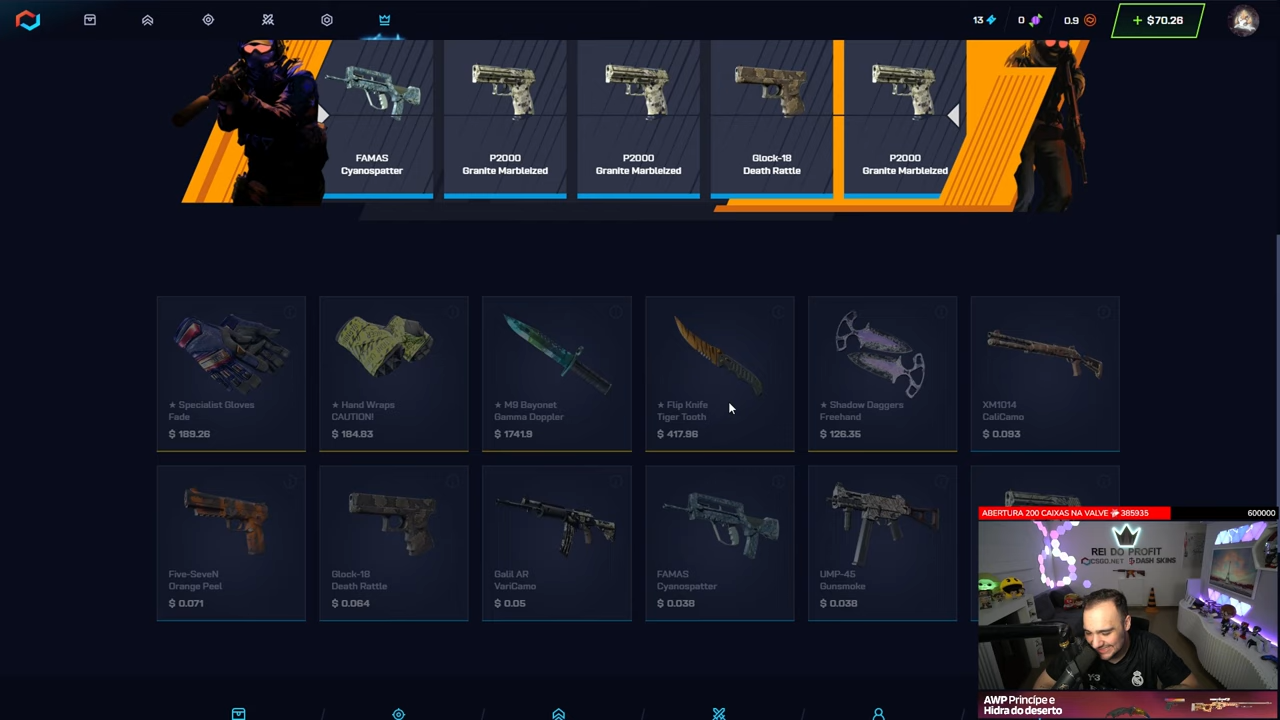 13
0
0.9
+ $70.26
FAMAS
Cyanospatter
P2000
Granite Marbleized
P2000
Granite Marbleized
Glock-18
Death Rattle
P2000
Granite Marbleized
★ Specialist Gloves
Fade
$ 189.26
★ Hand Wraps
CAUTION!
$ 184.83
★ M9 Bayonet
Gamma Doppler
$ 1741.9
★ Flip Knife
Tiger Tooth
$ 417.96
★ Shadow Daggers
Freehand
$ 126.35
XM1014
CaliCamo
$ 0.093
Five-SeveN
Orange Peel
$ 0.071
Glock-18
Death Rattle
$ 0.064
Galil AR
VariCamo
$ 0.05
FAMAS
Cyanospatter
$ 0.038
UMP-45
Gunsmoke
$ 0.038
ABERTURA 200 CAIXAS NA VALVE 385935
600000
REI DO PROFIT
CSGO.NET DASH SKINS
AWP Príncipe e
Hidra do deserto